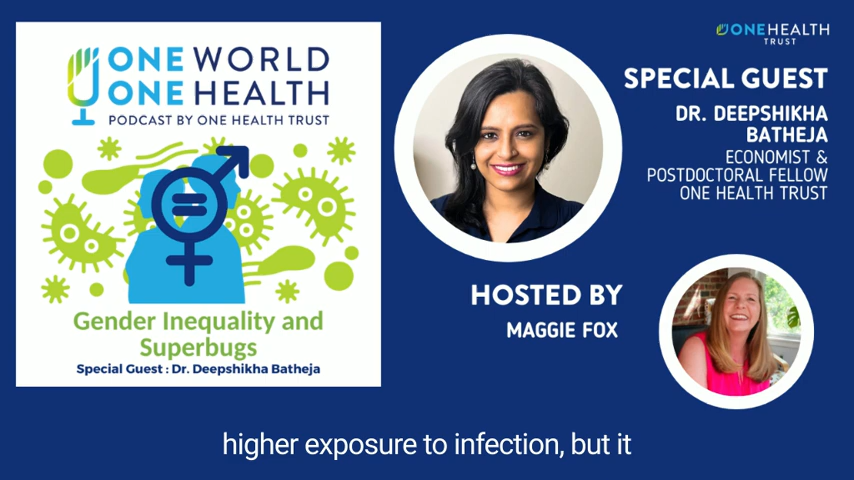 ONE WORLD
ONE HEALTH
PODCAST BY ONE HEALTH TRUST
Gender Inequality and
Superbugs
Special Guest : Dr. Deepshikha Batheja
ONEHEALTH
TRUST
SPECIAL GUEST
DR. DEEPSHIKHA
BATHEJA
ECONOMIST &
POSTDOCTORAL FELLOW
ONE HEALTH TRUST
HOSTED BY
MAGGIE FOX
higher exposure to infection, but it